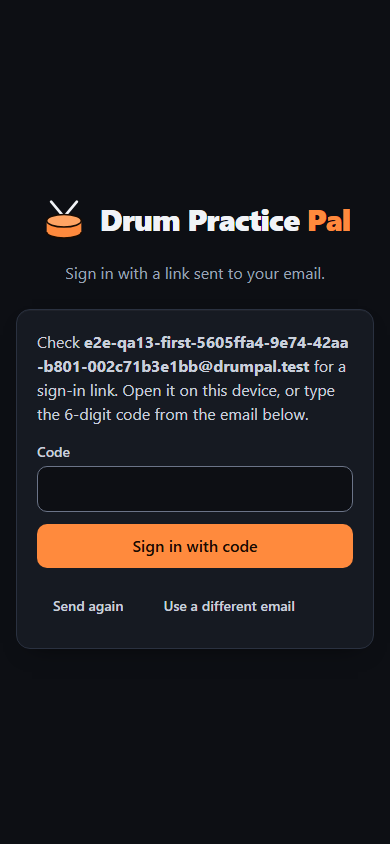 Drum Practice Pal
Sign in with a link sent to your email.
Check e2e-qa13-first-5605ffa4-9e74-42aa
-b801-002c71b3e1bb@drumpal.test for a
sign-in link. Open it on this device, or type
the 6-digit code from the email below.
Code
Sign in with code
Send again
Use a different email